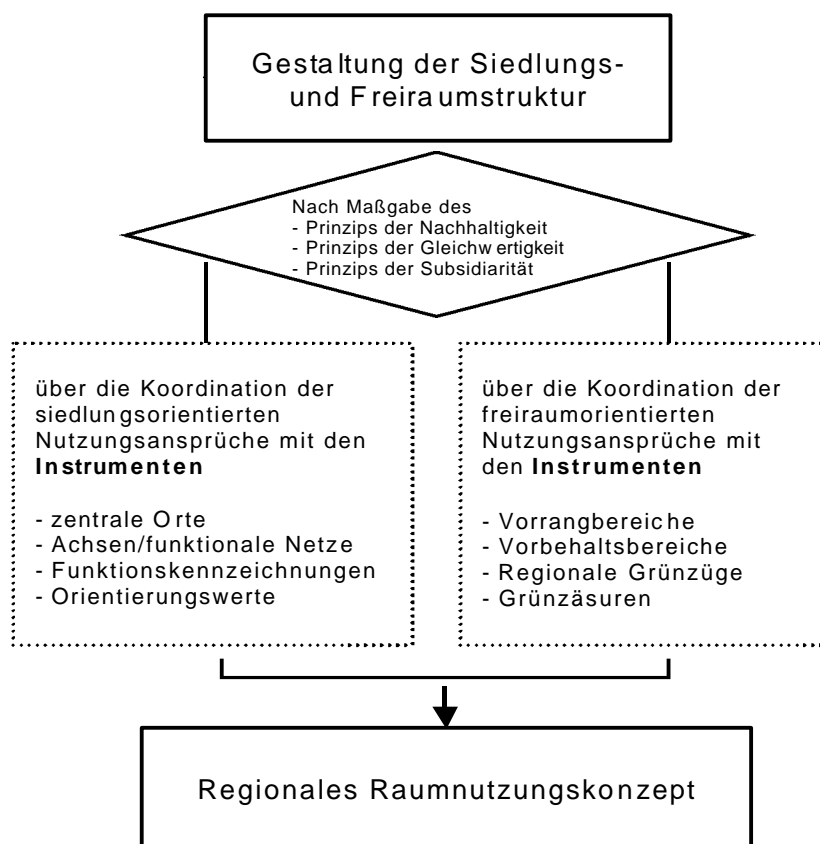 Gestaltung der Siedlungs-
und Freiraumstruktur
Nach Maßgabe des
- Prinzips der Nachhaltigkeit
- Prinzips der Gleichwertigkeit
- Prinzips der Subsidiarität
über die Koordination der
siedlungsorientierten
Nutzungsansprüche mit den
Instrumenten
- zentrale Orte
- Achsen/funktionale Netze
- Funktionskennzeichnungen
- Orientierungswerte
über die Koordination der
freiraumorientierten
Nutzungsansprüche mit
den Instrumenten
- Vorrangbereiche
- Vorbehaltsbereiche
- Regionale Grünzüge
- Grünzäsuren
Regionales Raumnutzungskonzept